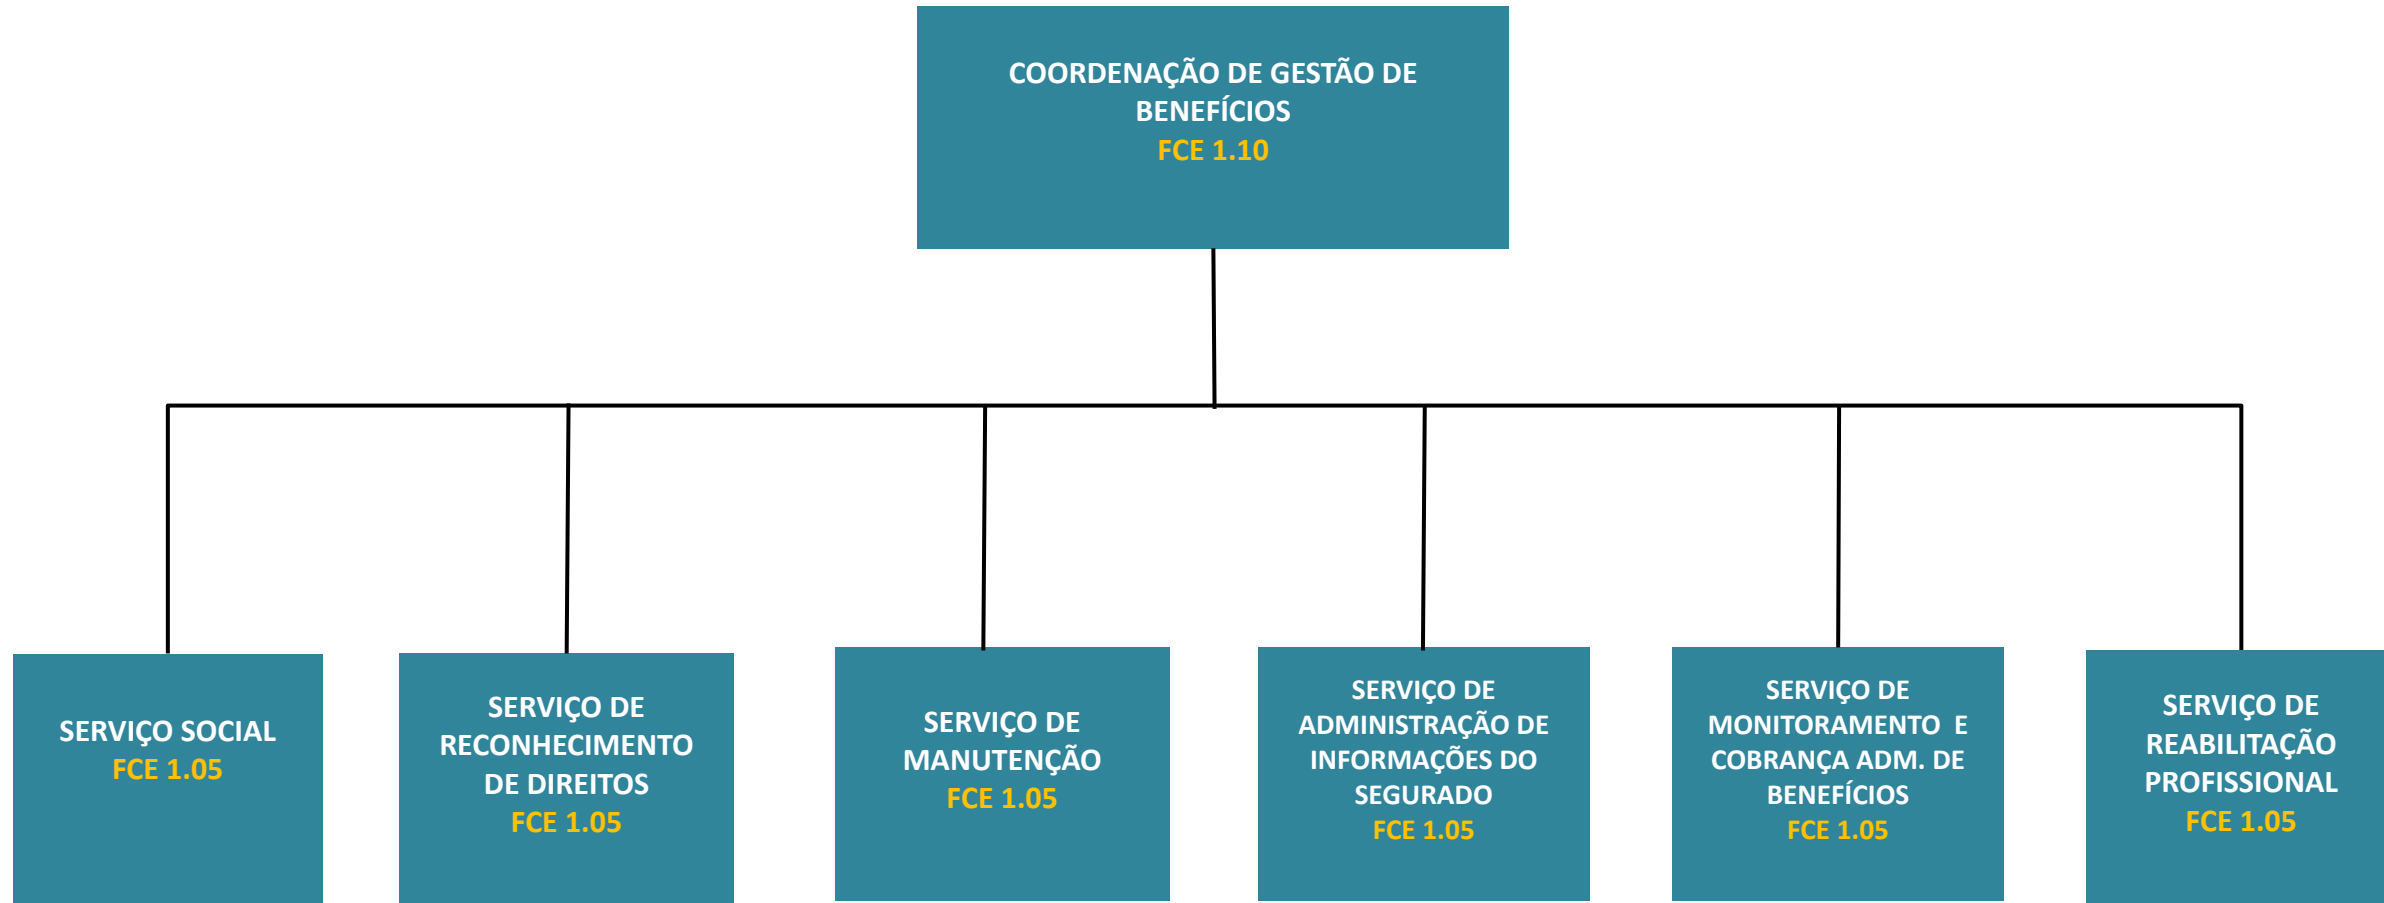 COORDENAÇÃO DE GESTÃO DE
BENEFÍCIOS
FCE 1.10
SERVIÇO SOCIAL
FCE 1.05
SERVIÇO DE
RECONHECIMENTO
DE DIREITOS
FCE 1.05
SERVIÇO DE
MANUTENÇÃO
FCE 1.05
SERVIÇO DE
ADMINISTRAÇÃO DE
INFORMAÇÕES DO
SEGURADO
FCE 1.05
SERVIÇO DE
MONITORAMENTO  E
COBRANÇA ADM. DE
BENEFÍCIOS
FCE 1.05
SERVIÇO DE
REABILITAÇÃO
PROFISSIONAL
FCE 1.05